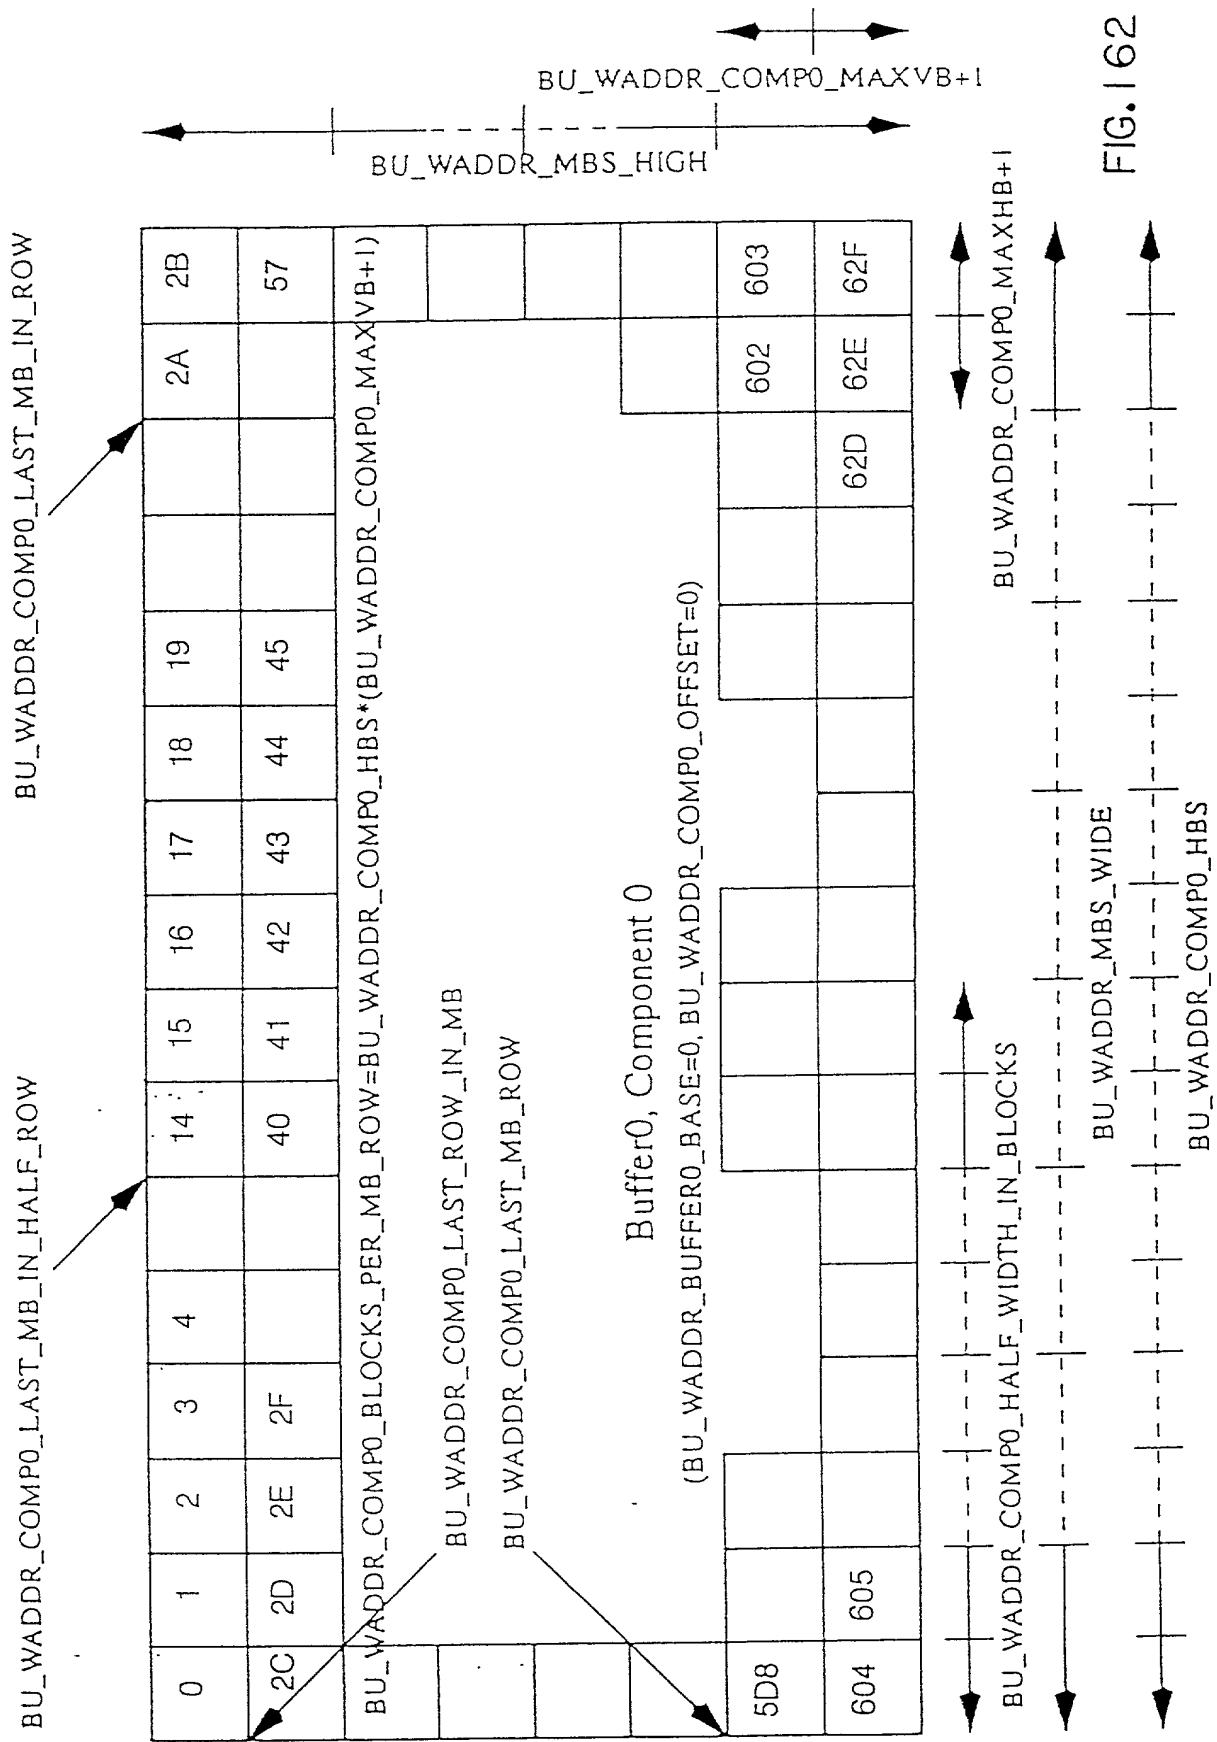 BU_WADDR_COMP0_LAST_MB_IN_HALF_ROW
BU_WADDR_COMP0_LAST_MB_IN_ROW
0 1 2 3 4 14 15 16 17 18 19 2A 2B
2C 2D 2E 2F 40 41 42 43 44 45 57
BU_WADDR_COMP0_BLOCKS_PER_MB_ROW=BU_WADDR_COMP0_HBS*(BU_WADDR_COMP0_MAXVB+1)
BU_WADDR_COMP0_LAST_ROW_IN_MB
BU_WADDR_COMP0_LAST_MB_ROW
Buffer0, Component 0
(BU_WADDR_BUFFER0_BASE=0, BU_WADDR_COMP0_OFFSET=0)
5D8 602 603
604 605 62D 62E 62F
BU_WADDR_MBS_HIGH
BU_WADDR_COMP0_MAXVB+1
BU_WADDR_COMP0_HALF_WIDTH_IN_BLOCKS
BU_WADDR_COMP0_MAXHB+1
BU_WADDR_MBS_WIDE
BU_WADDR_COMP0_HBS
FIG.162